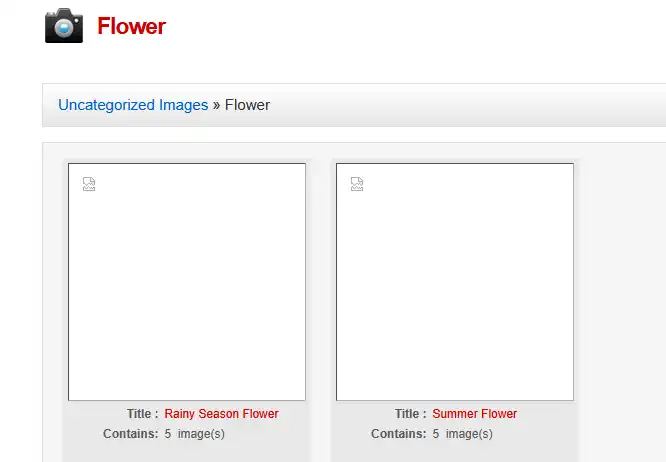 Flower
Uncategorized Images » Flower
Title : Rainy Season Flower
Contains: 5 image(s)
Title : Summer Flower
Contains: 5 image(s)